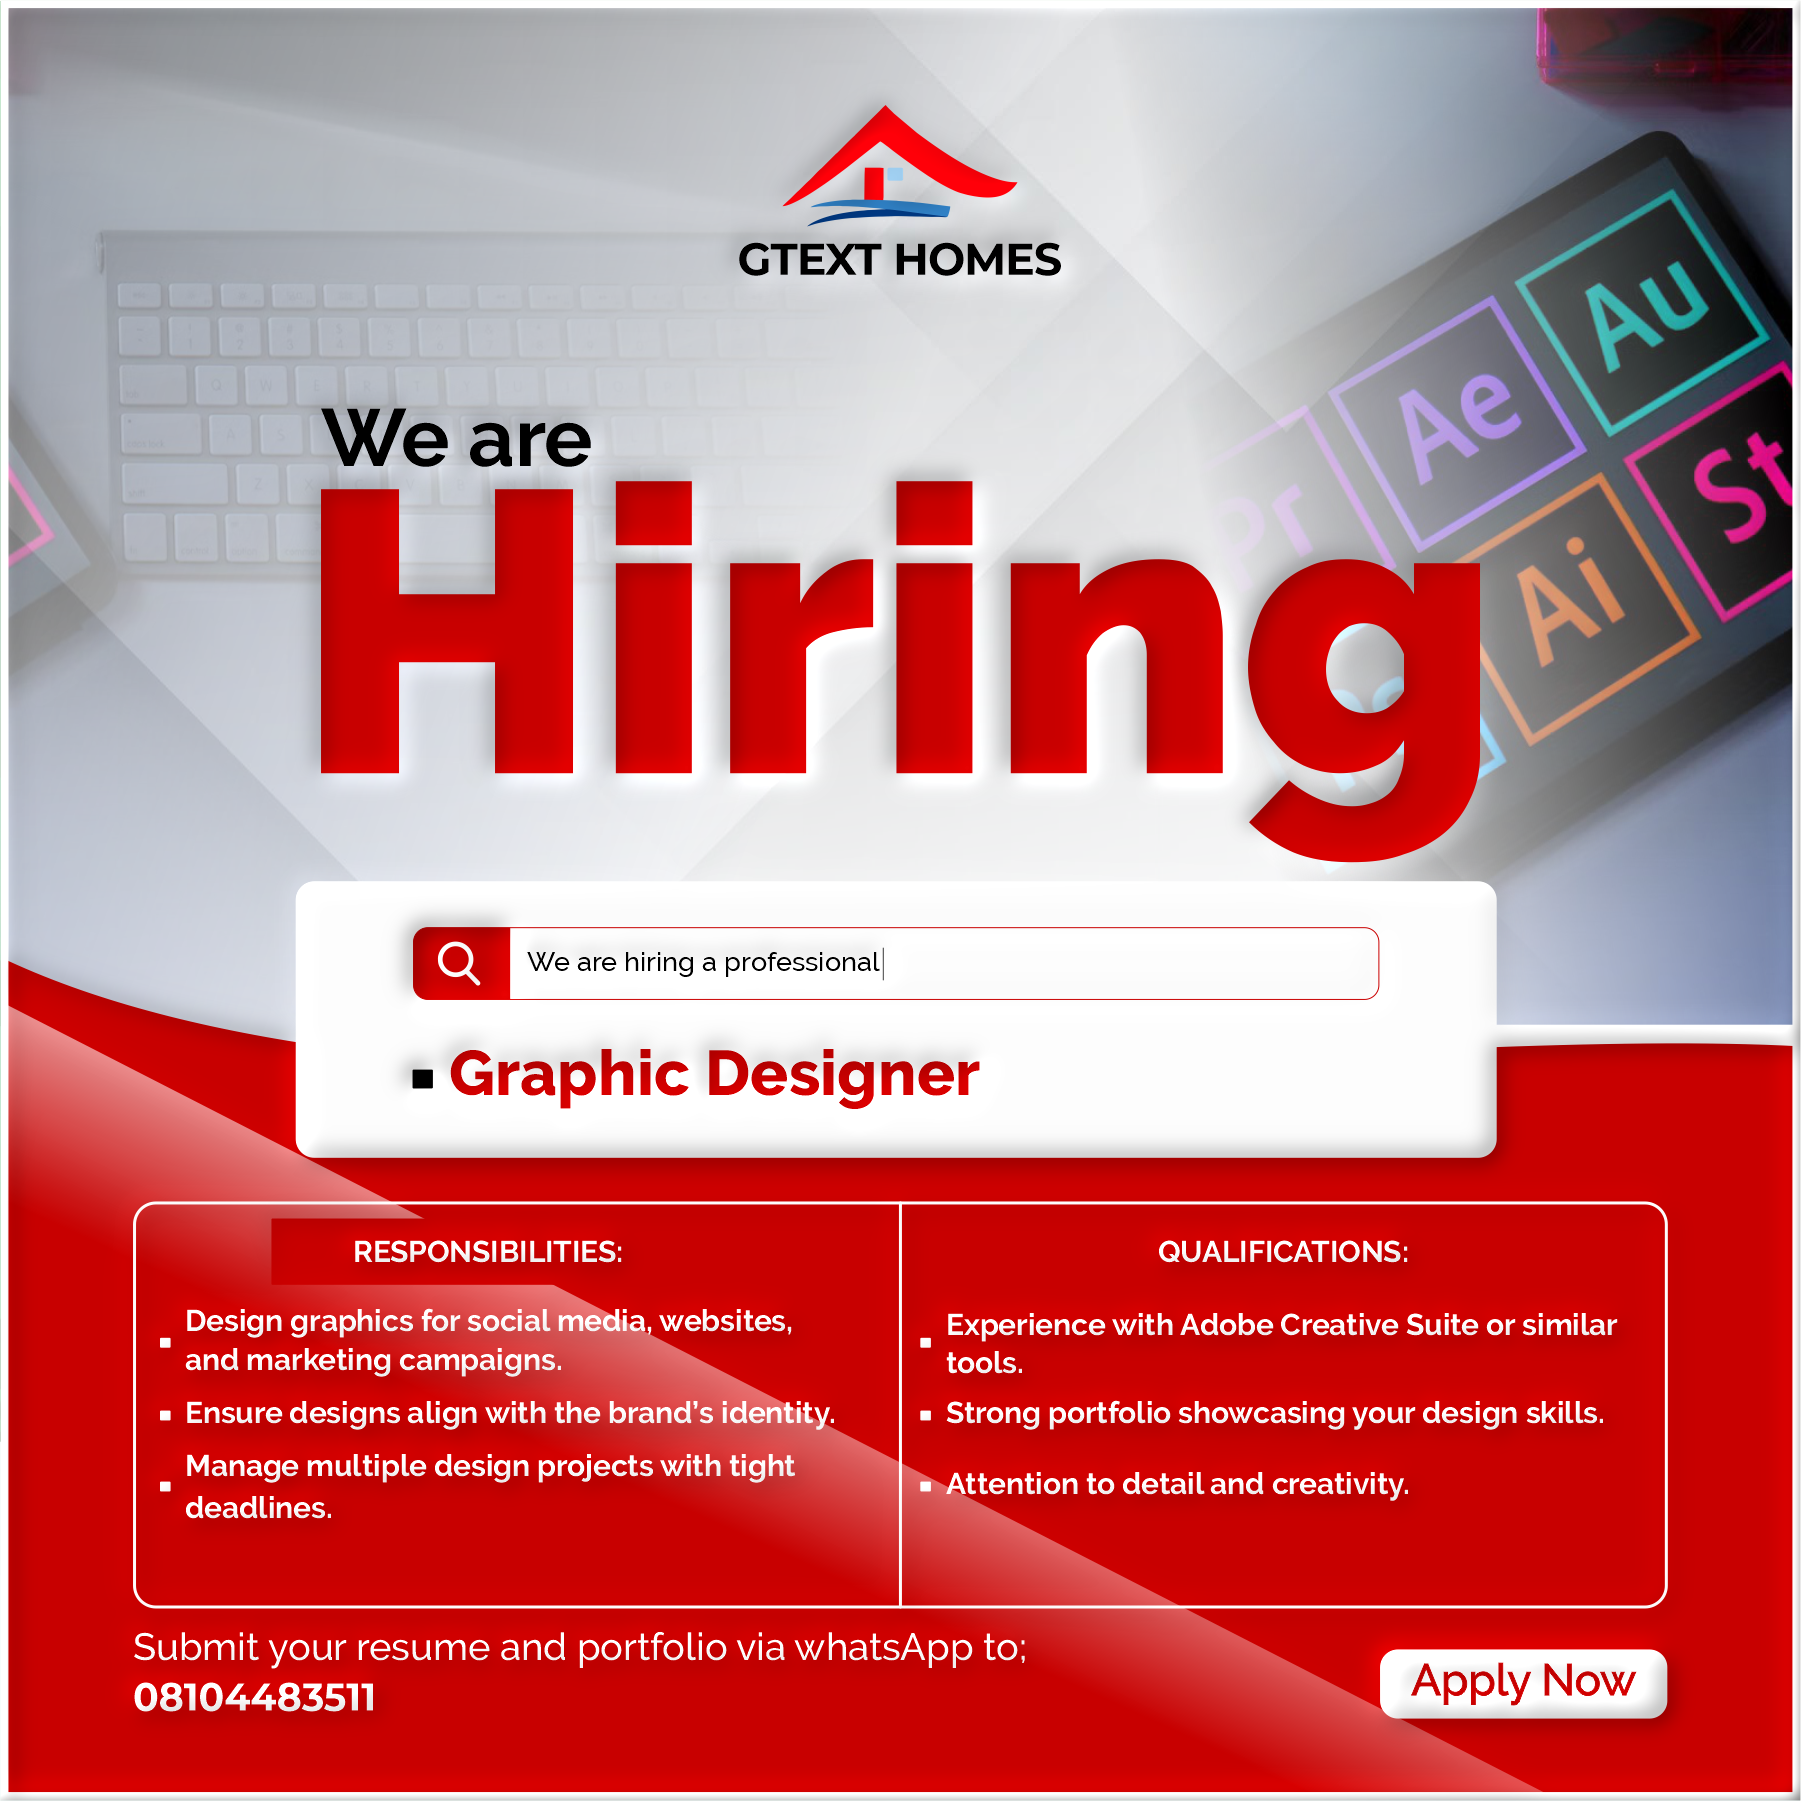 GTEXT HOMES
Au
Ae
Pr
St
Ai
We are
Hiring
We are hiring a professional
Graphic Designer
RESPONSIBILITIES:
Design graphics for social media, websites,
and marketing campaigns.
Ensure designs align with the brand’s identity.
Manage multiple design projects with tight
deadlines.
QUALIFICATIONS:
Experience with Adobe Creative Suite or similar
tools.
Strong portfolio showcasing your design skills.
Attention to detail and creativity.
Submit your resume and portfolio via whatsApp to;
08104483511
Apply Now